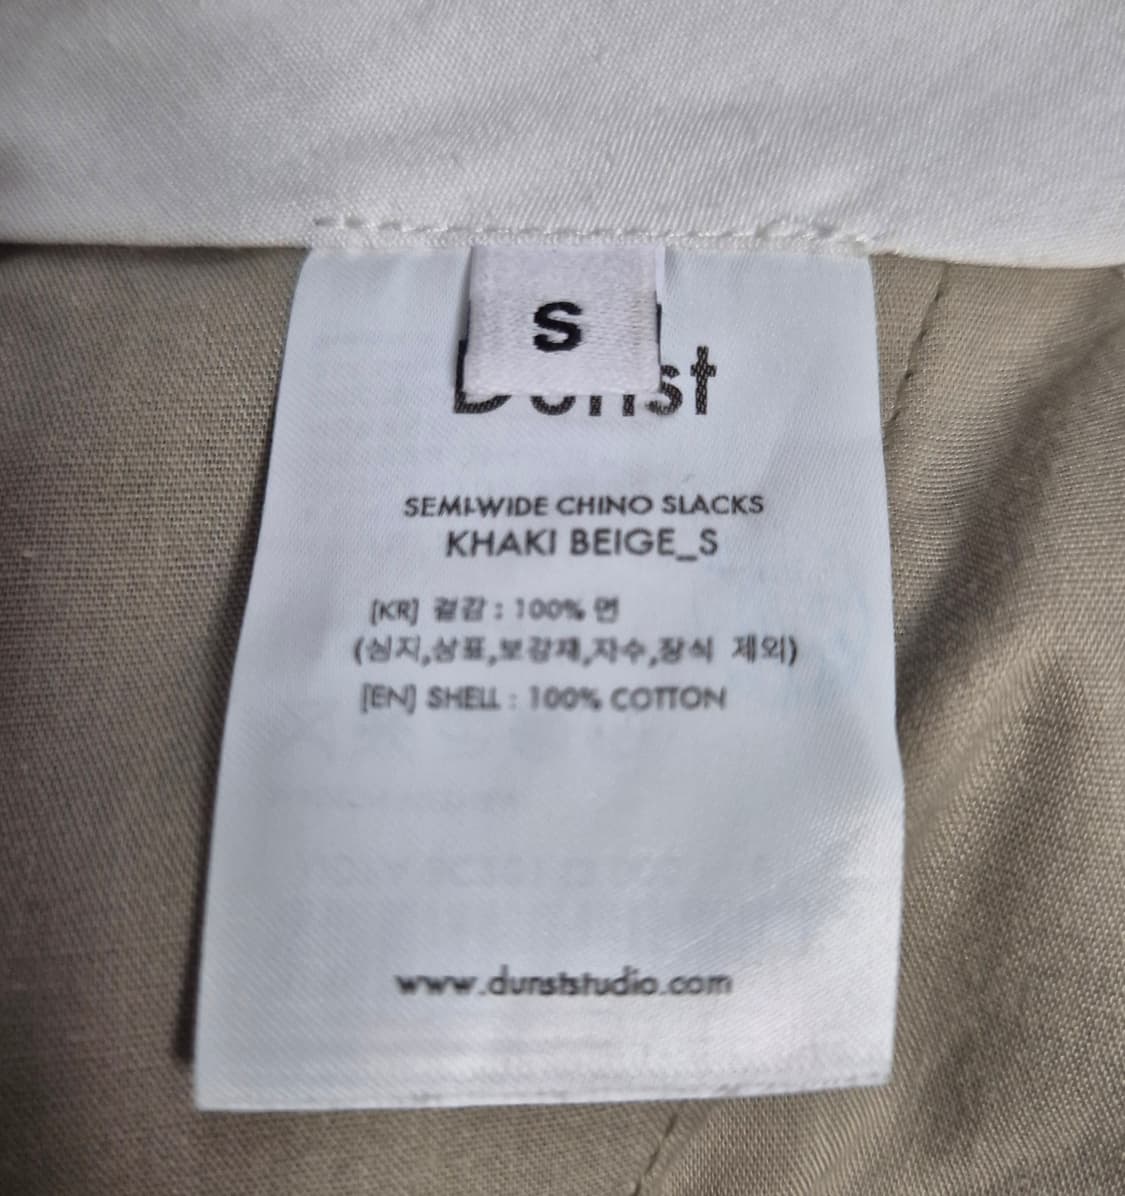 S
Dunst
SEMI-WIDE CHINO SLACKS
KHAKI BEIGE_S
[KR] 겉감 : 100% 면
(심지,상표,보강재,자수,장식 제외)
[EN] SHELL : 100% COTTON
www.dunststudio.com